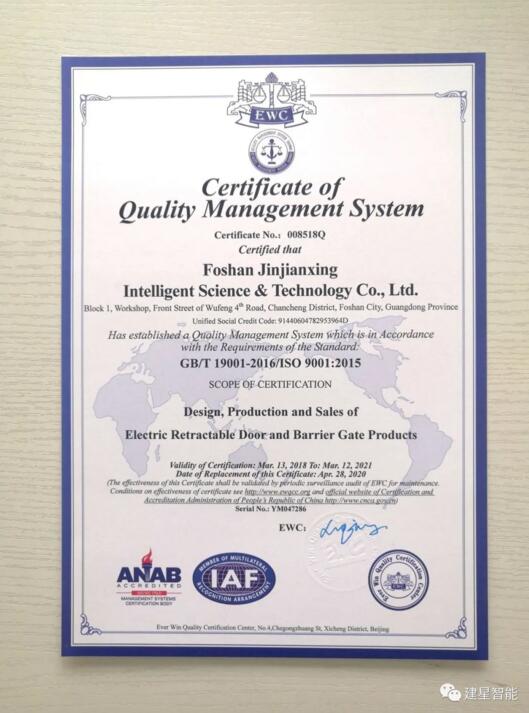 EWC
Certificate of
Quality Management System
Certificate No.: 008518Q
Certified that
Foshan Jinjianxing
Intelligent Science & Technology Co., Ltd.
Block 1, Workshop, Front Street of Wufeng 4th Road, Chancheng District, Foshan City, Guangdong Province
Unified Social Credit Code: 91440604782953964D
Has established a Quality Management System which is in Accordance
with the Requirements of the Standard:
GB/T 19001-2016/ISO 9001:2015
SCOPE OF CERTIFICATION
Design, Production and Sales of
Electric Retractable Door and Barrier Gate Products
Validity of Certification: Mar. 13, 2018 To: Mar. 12, 2021
Date of Replacement of this Certificate: Apr. 28, 2020
(The effectiveness of this Certificate shall be validated by periodic surveillance audit of EWC for maintenance.
Conditions on effectiveness of certificate see http://www.ewqcc.org and official website of Certification and
Accreditation Administration of People's Republic of China http://www.cnca.gov.cn)
Serial No.: YM047286
EWC:
ANAB
ACCREDITED
MANAGEMENT SYSTEMS
CERTIFICATION BODY
MEMBER OF MULTILATERAL
IAF
RECOGNITION ARRANGEMENT
Ever Win Quality Certification Center
Ever Win Quality Certification Center, No.4,Chegongzhuang St, Xicheng District, Beijing
建星智能